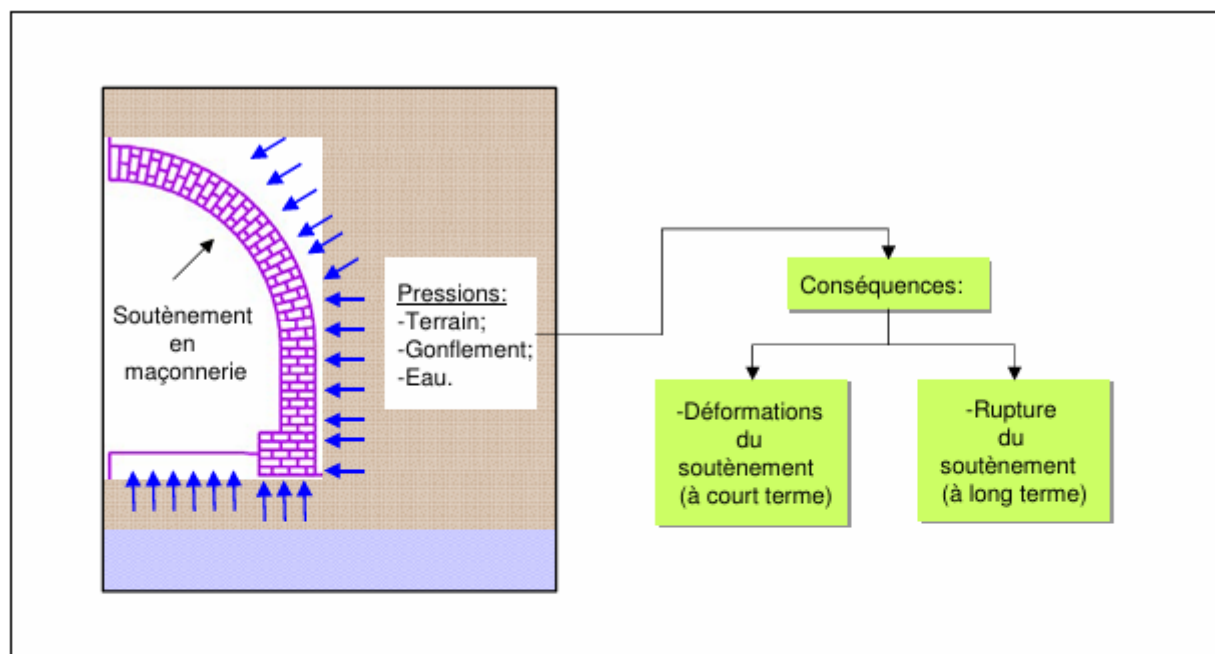 Soutènement
en
maçonnerie
Pressions:
-Terrain;
-Gonflement;
-Eau.
Conséquences:
-Déformations
du
soutènement
(à court terme)
-Rupture
du
soutènement
(à long terme)